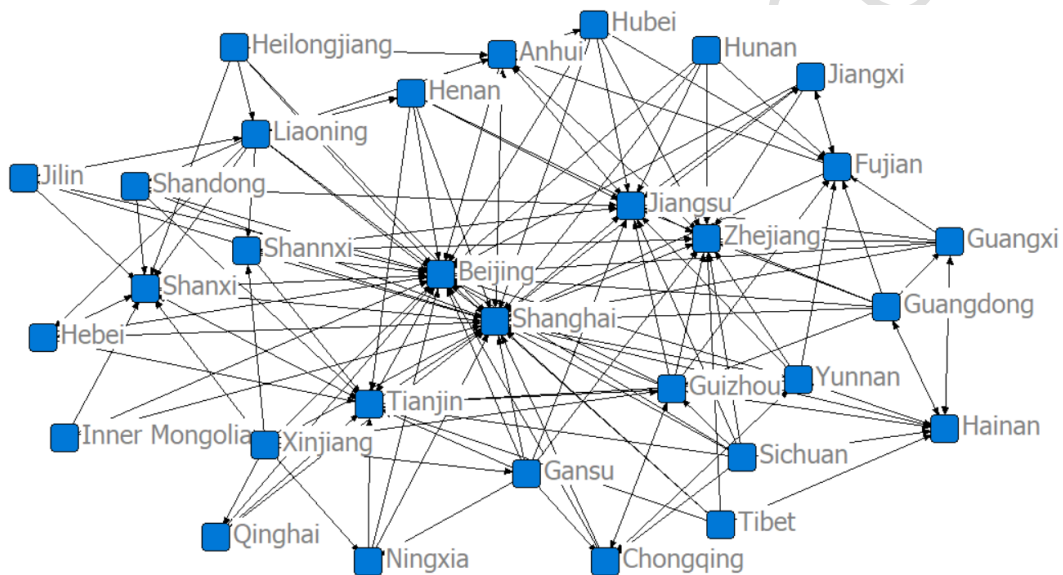 Hubei
Heilongjiang
Anhui
Hunan
Jiangxi
Henan
Liaoning
Fujian
Jilin
Shandong
Jiangsu
Zhejiang
Guangxi
Shannxi
Beijing
Shanxi
Guangdong
Shanghai
Hebei
Yunnan
Guizhou
Tianjin
Hainan
Inner Mongolia
Xinjiang
Sichuan
Gansu
Tibet
Qinghai
Ningxia
Chongqing